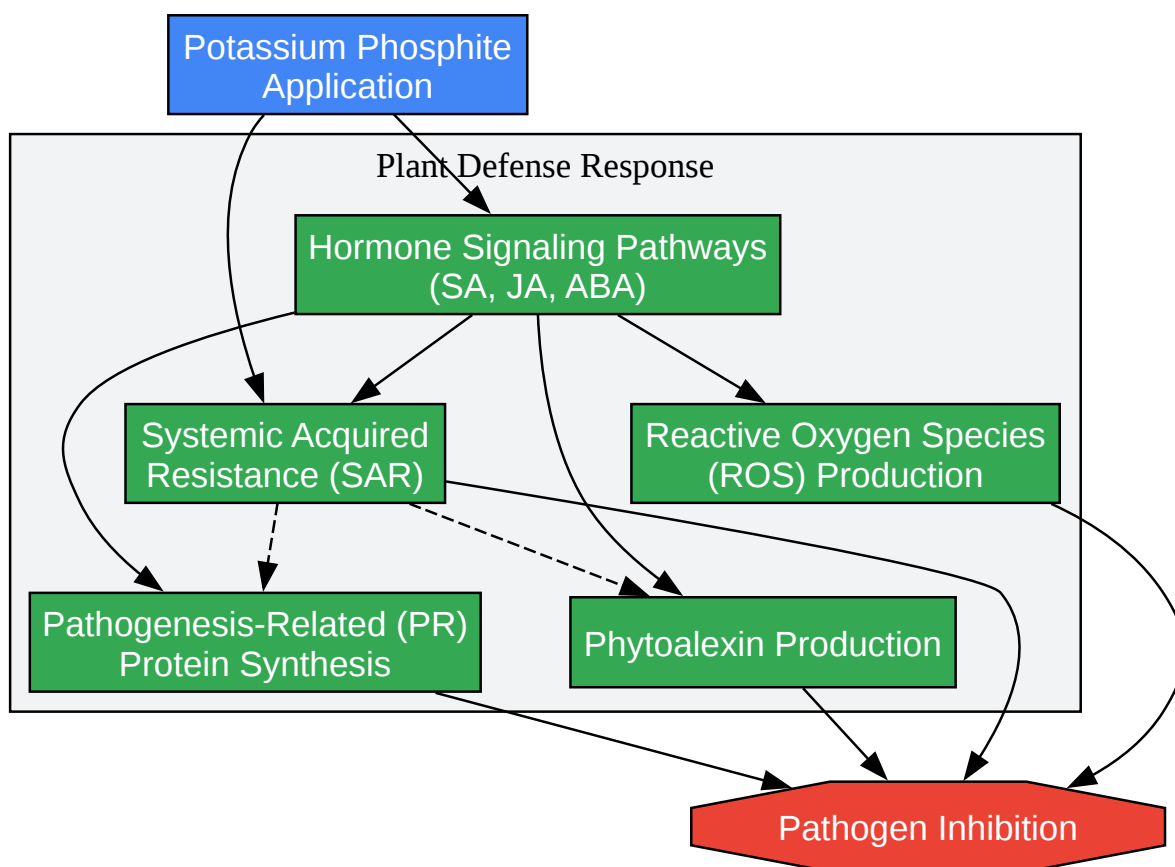 Potassium Phosphite
Application
Plant Defense Response
Hormone Signaling Pathways
(SA, JA, ABA)
Systemic Acquired
Resistance (SAR)
Reactive Oxygen Species
(ROS) Production
Pathogenesis-Related (PR)
Protein Synthesis
Phytoalexin Production
Pathogen Inhibition